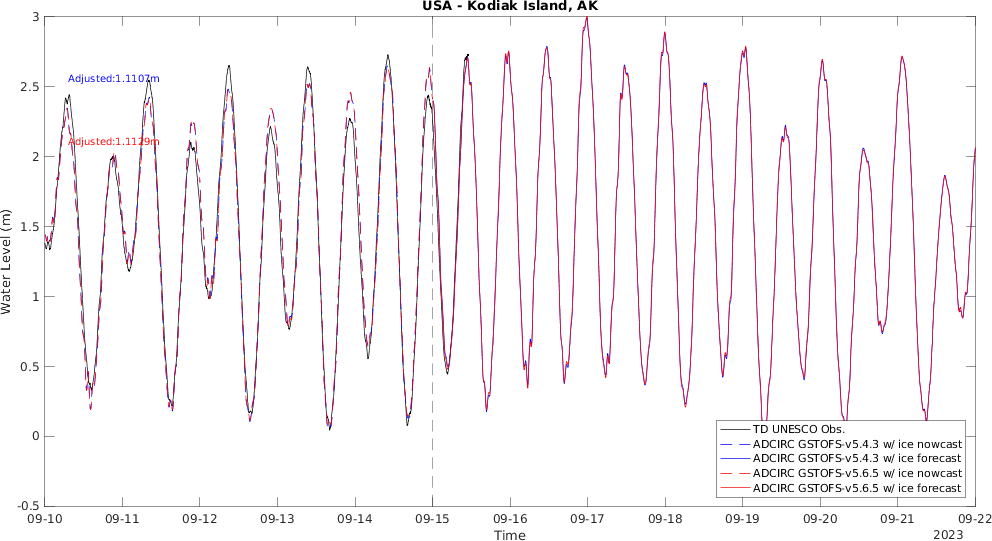 USA - Kodiak Island, AK
3
2.5
2
1.5
1
0.5
0
-0.5
Water Level (m)
Adjusted:1.1107m
Adjusted:1.1129m
TD UNESCO Obs.
ADCIRC GSTOFS-v5.4.3 w/ ice nowcast
ADCIRC GSTOFS-v5.4.3 w/ ice forecast
ADCIRC GSTOFS-v5.6.5 w/ ice nowcast
ADCIRC GSTOFS-v5.6.5 w/ ice forecast
09-10 09-11 09-12 09-13 09-14 09-15 09-16 09-17 09-18 09-19 09-20 09-21 09-22
Time
2023